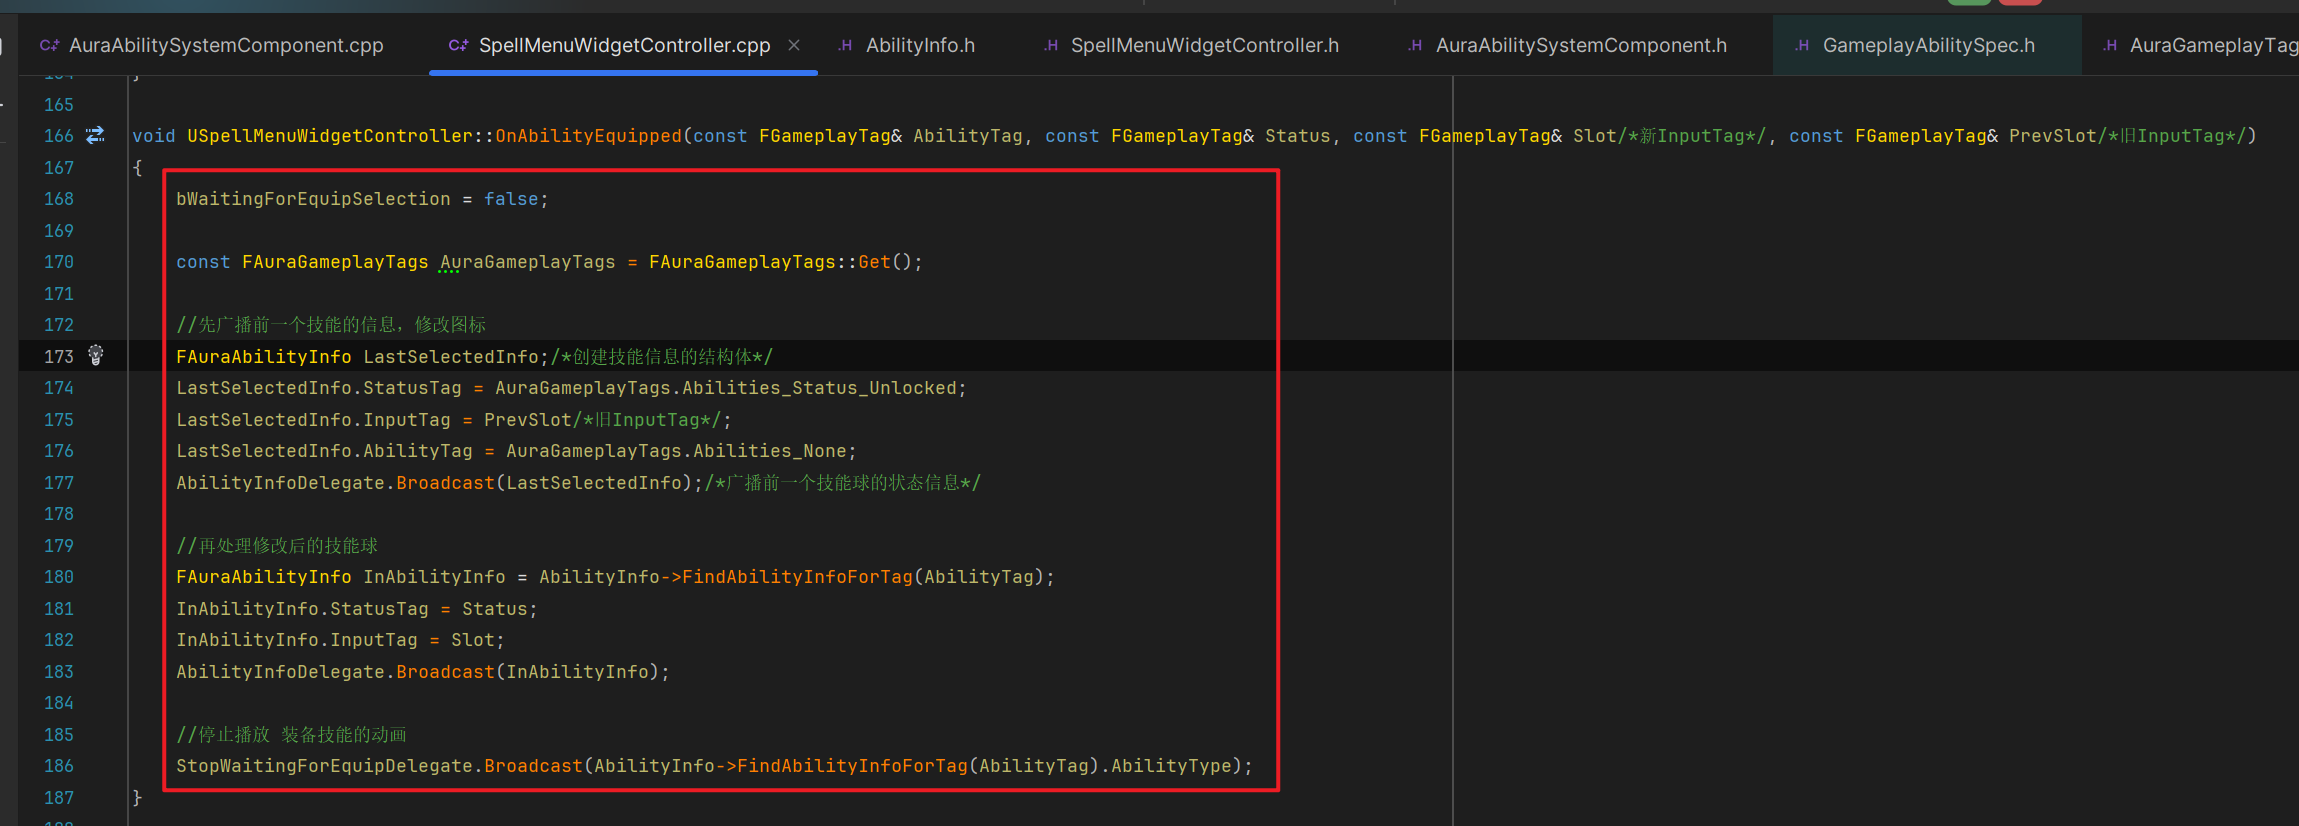 AuraAbilitySystemComponent.cpp SpellMenuWidgetController.cpp AbilityInfo.h SpellMenuWidgetController.h AuraAbilitySystemComponent.h GameplayAbilitySpec.h AuraGameplayTag
165
166 void USpellMenuWidgetController::OnAbilityEquipped(const FGameplayTag& AbilityTag, const FGameplayTag& Status, const FGameplayTag& Slot/*新InputTag*/, const FGameplayTag& PrevSlot/*旧InputTag*/)
167 {
168 bWaitingForEquipSelection = false;
169
170 const FAuraGameplayTags AuraGameplayTags = FAuraGameplayTags::Get();
171
172 //先广播前一个技能的信息，修改图标
173 FAuraAbilityInfo LastSelectedInfo;/*创建技能信息的结构体*/
174 LastSelectedInfo.StatusTag = AuraGameplayTags.Abilities_Status_Unlocked;
175 LastSelectedInfo.InputTag = PrevSlot/*旧InputTag*/;
176 LastSelectedInfo.AbilityTag = AuraGameplayTags.Abilities_None;
177 AbilityInfoDelegate.Broadcast(LastSelectedInfo);/*广播前一个技能球的状态信息*/
178
179 //再处理修改后的技能球
180 FAuraAbilityInfo InAbilityInfo = AbilityInfo->FindAbilityInfoForTag(AbilityTag);
181 InAbilityInfo.StatusTag = Status;
182 InAbilityInfo.InputTag = Slot;
183 AbilityInfoDelegate.Broadcast(InAbilityInfo);
184
185 //停止播放 装备技能的动画
186 StopWaitingForEquipDelegate.Broadcast(AbilityInfo->FindAbilityInfoForTag(AbilityTag).AbilityType);
187 }